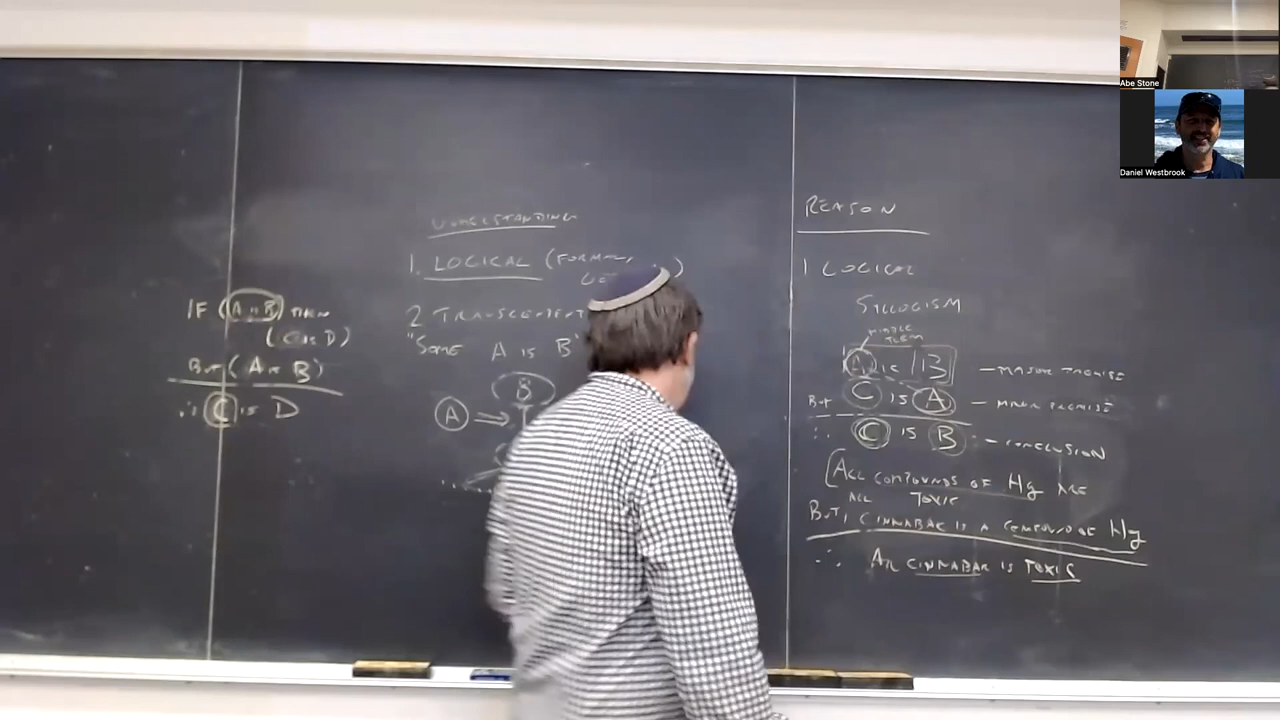 IF (A IS B) THEN
(C IS D)
BUT (A IS B)
∴ C IS D
UNDERSTANDING
1. LOGICAL (FORMAL,
2 TRANSCENDENT
"SOME A IS B"
B
A ⇒
REASON
1 LOGICAL
SYLLOGISM
MIDDLE
TERM
A IS B – MAJOR PREMISE
BUT C IS A – MINOR PREMISE
∴ C IS B – CONCLUSION
ALL COMPOUNDS OF Hg ARE
TOXIC
BUT, ALL CINNABAR IS A COMPOUND OF Hg
∴ ALL CINNABAR IS TOXIC
Abe Stone
Daniel Westbrook